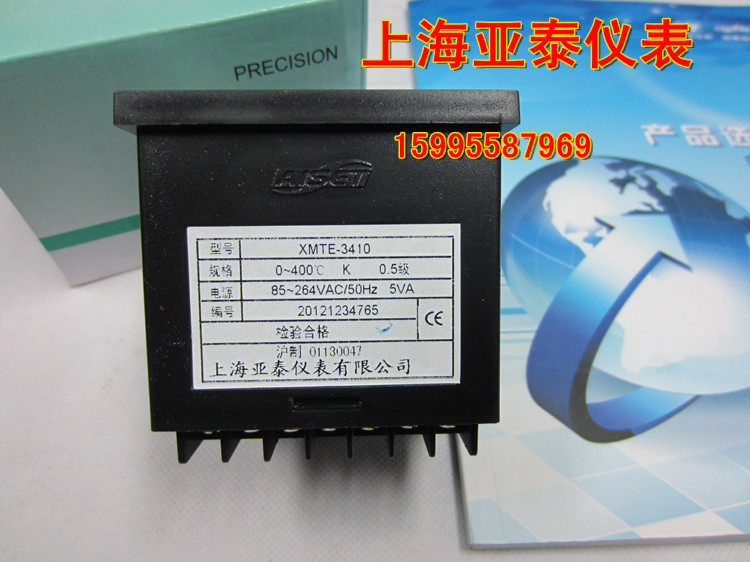 上海亚泰仪表
PRECISION
产品选
15995587969
AISET
型号 XMTE-3410
规格 0~400℃ K 0.5级
电源 85~264VAC/50Hz 5VA
编号 20121234765
CE
检验合格
沪制 01130047
上海亚泰仪表有限公司